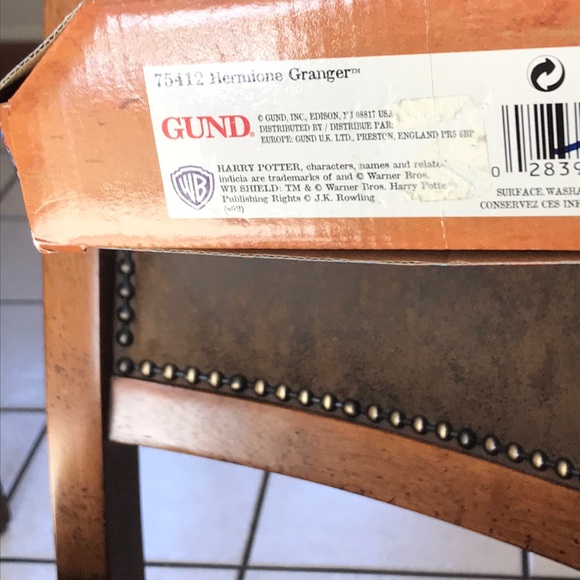 75412 Hermione Granger™
GUND®
© GUND, INC., EDISON, NJ 08817 USA
DISTRIBUTED BY / DISTRIBUE PAR:
EUROPE: GUND U.K. LTD., PRESTON, ENGLAND PR5 6BP
HARRY POTTER, characters, names and related
indicia are trademarks of and © Warner Bros.
WB SHIELD: TM & © Warner Bros. Harry Potte
Publishing Rights © J.K. Rowling
WB
0 2839
SURFACE WASHA
CONSERVEZ CES INF